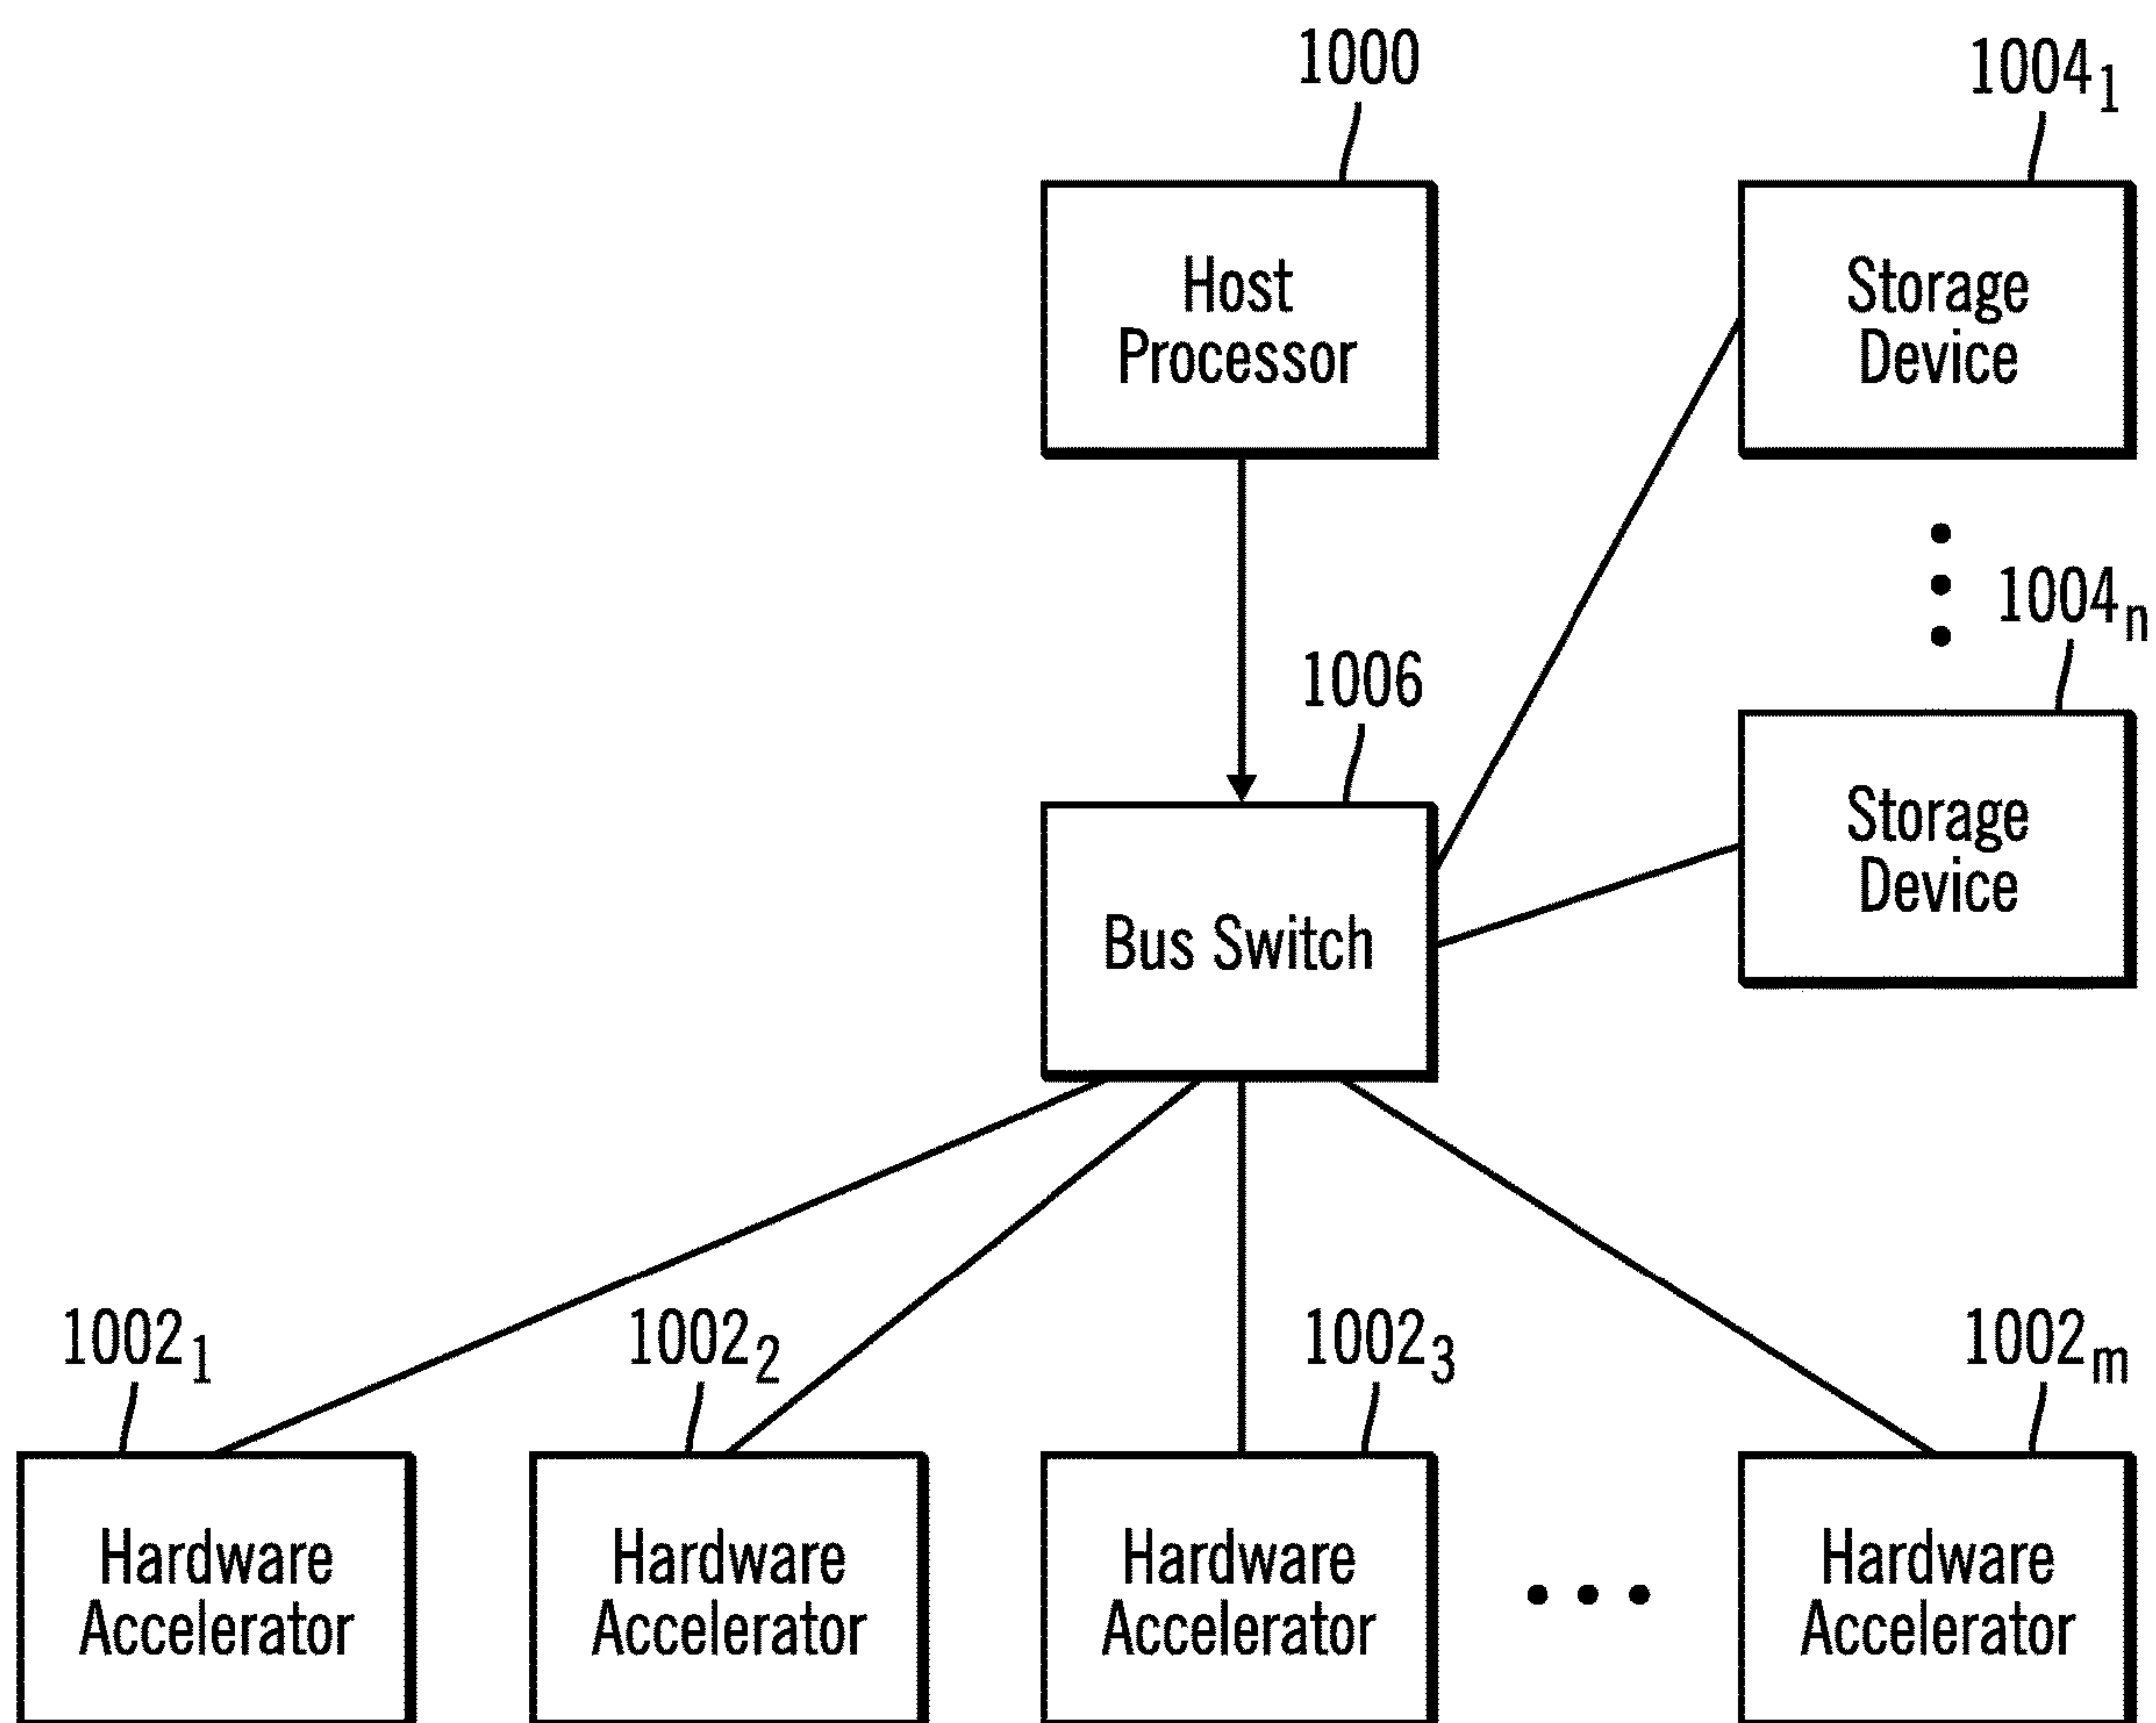 1000
1004₁
Host
Processor
Storage
Device
1004ₙ
1006
Storage
Device
Bus Switch
1002₁
1002₂
1002₃
1002ₘ
Hardware
Accelerator
Hardware
Accelerator
Hardware
Accelerator
Hardware
Accelerator